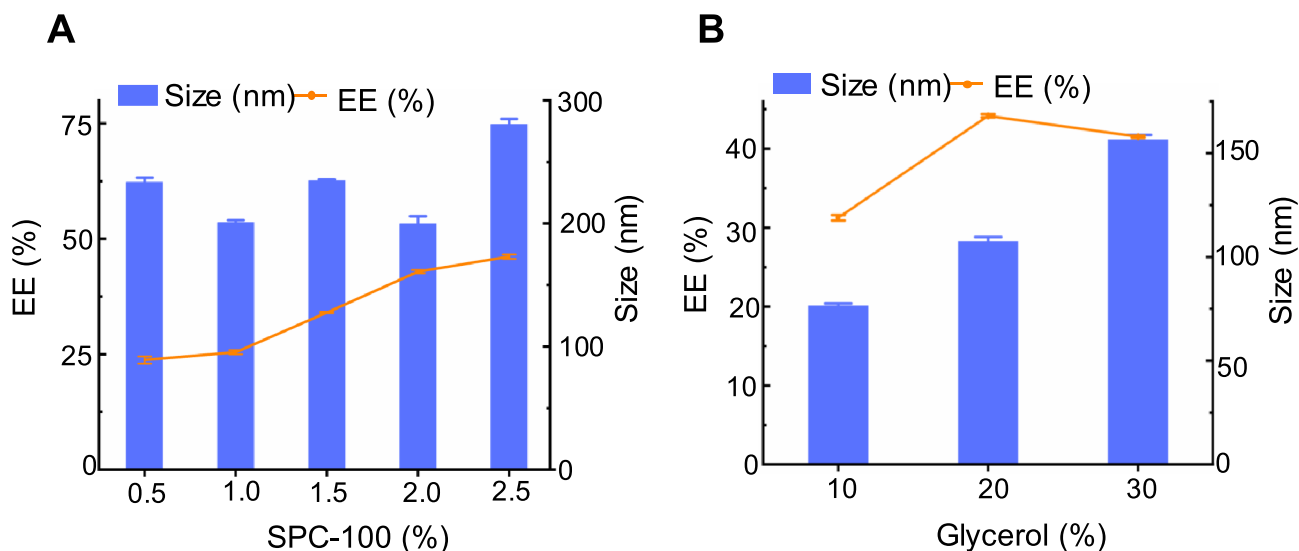 A
Size (nm) EE (%)
EE (%)
75
50
25
0
300
200
100
0
Size (nm)
0.5 1.0 1.5 2.0 2.5
SPC-100 (%)
B
Size (nm) EE (%)
EE (%)
40
30
20
10
0
150
100
50
0
Size (nm)
10 20 30
Glycerol (%)